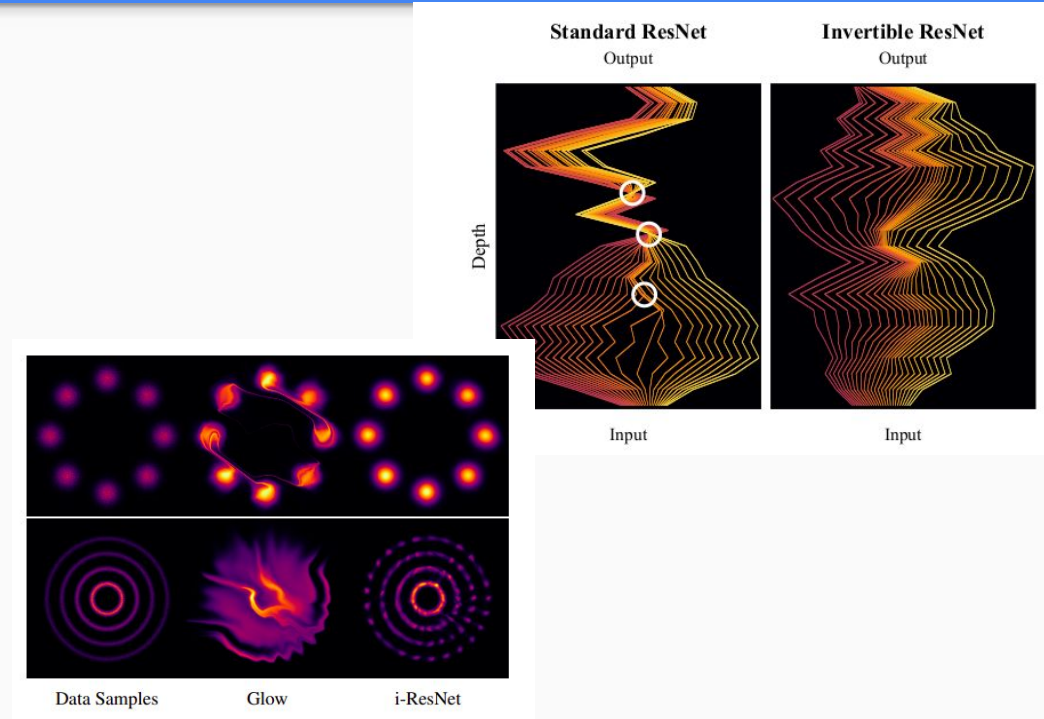 Standard ResNet
Output
Invertible ResNet
Output
Depth
Input
Input
Data Samples
Glow
i-ResNet